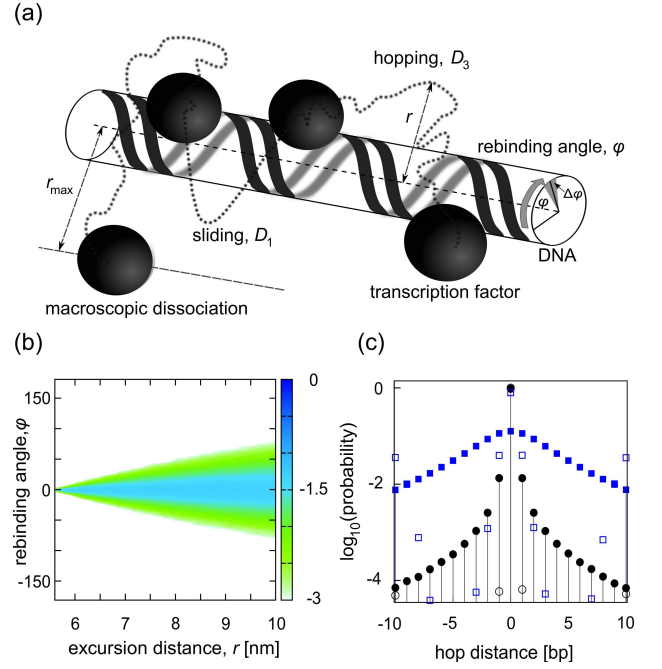 (a)
hopping, D3
r
rebinding angle, φ
rmax
φ
Δφ
sliding, D1
DNA
macroscopic dissociation
transcription factor
(b)
(c)
150
0
-150
rebinding angle,φ
6 7 8 9 10
excursion distance, r [nm]
0
-1.5
-3
0
-2
-4
log10(probability)
-10 -5 0 5 10
hop distance [bp]